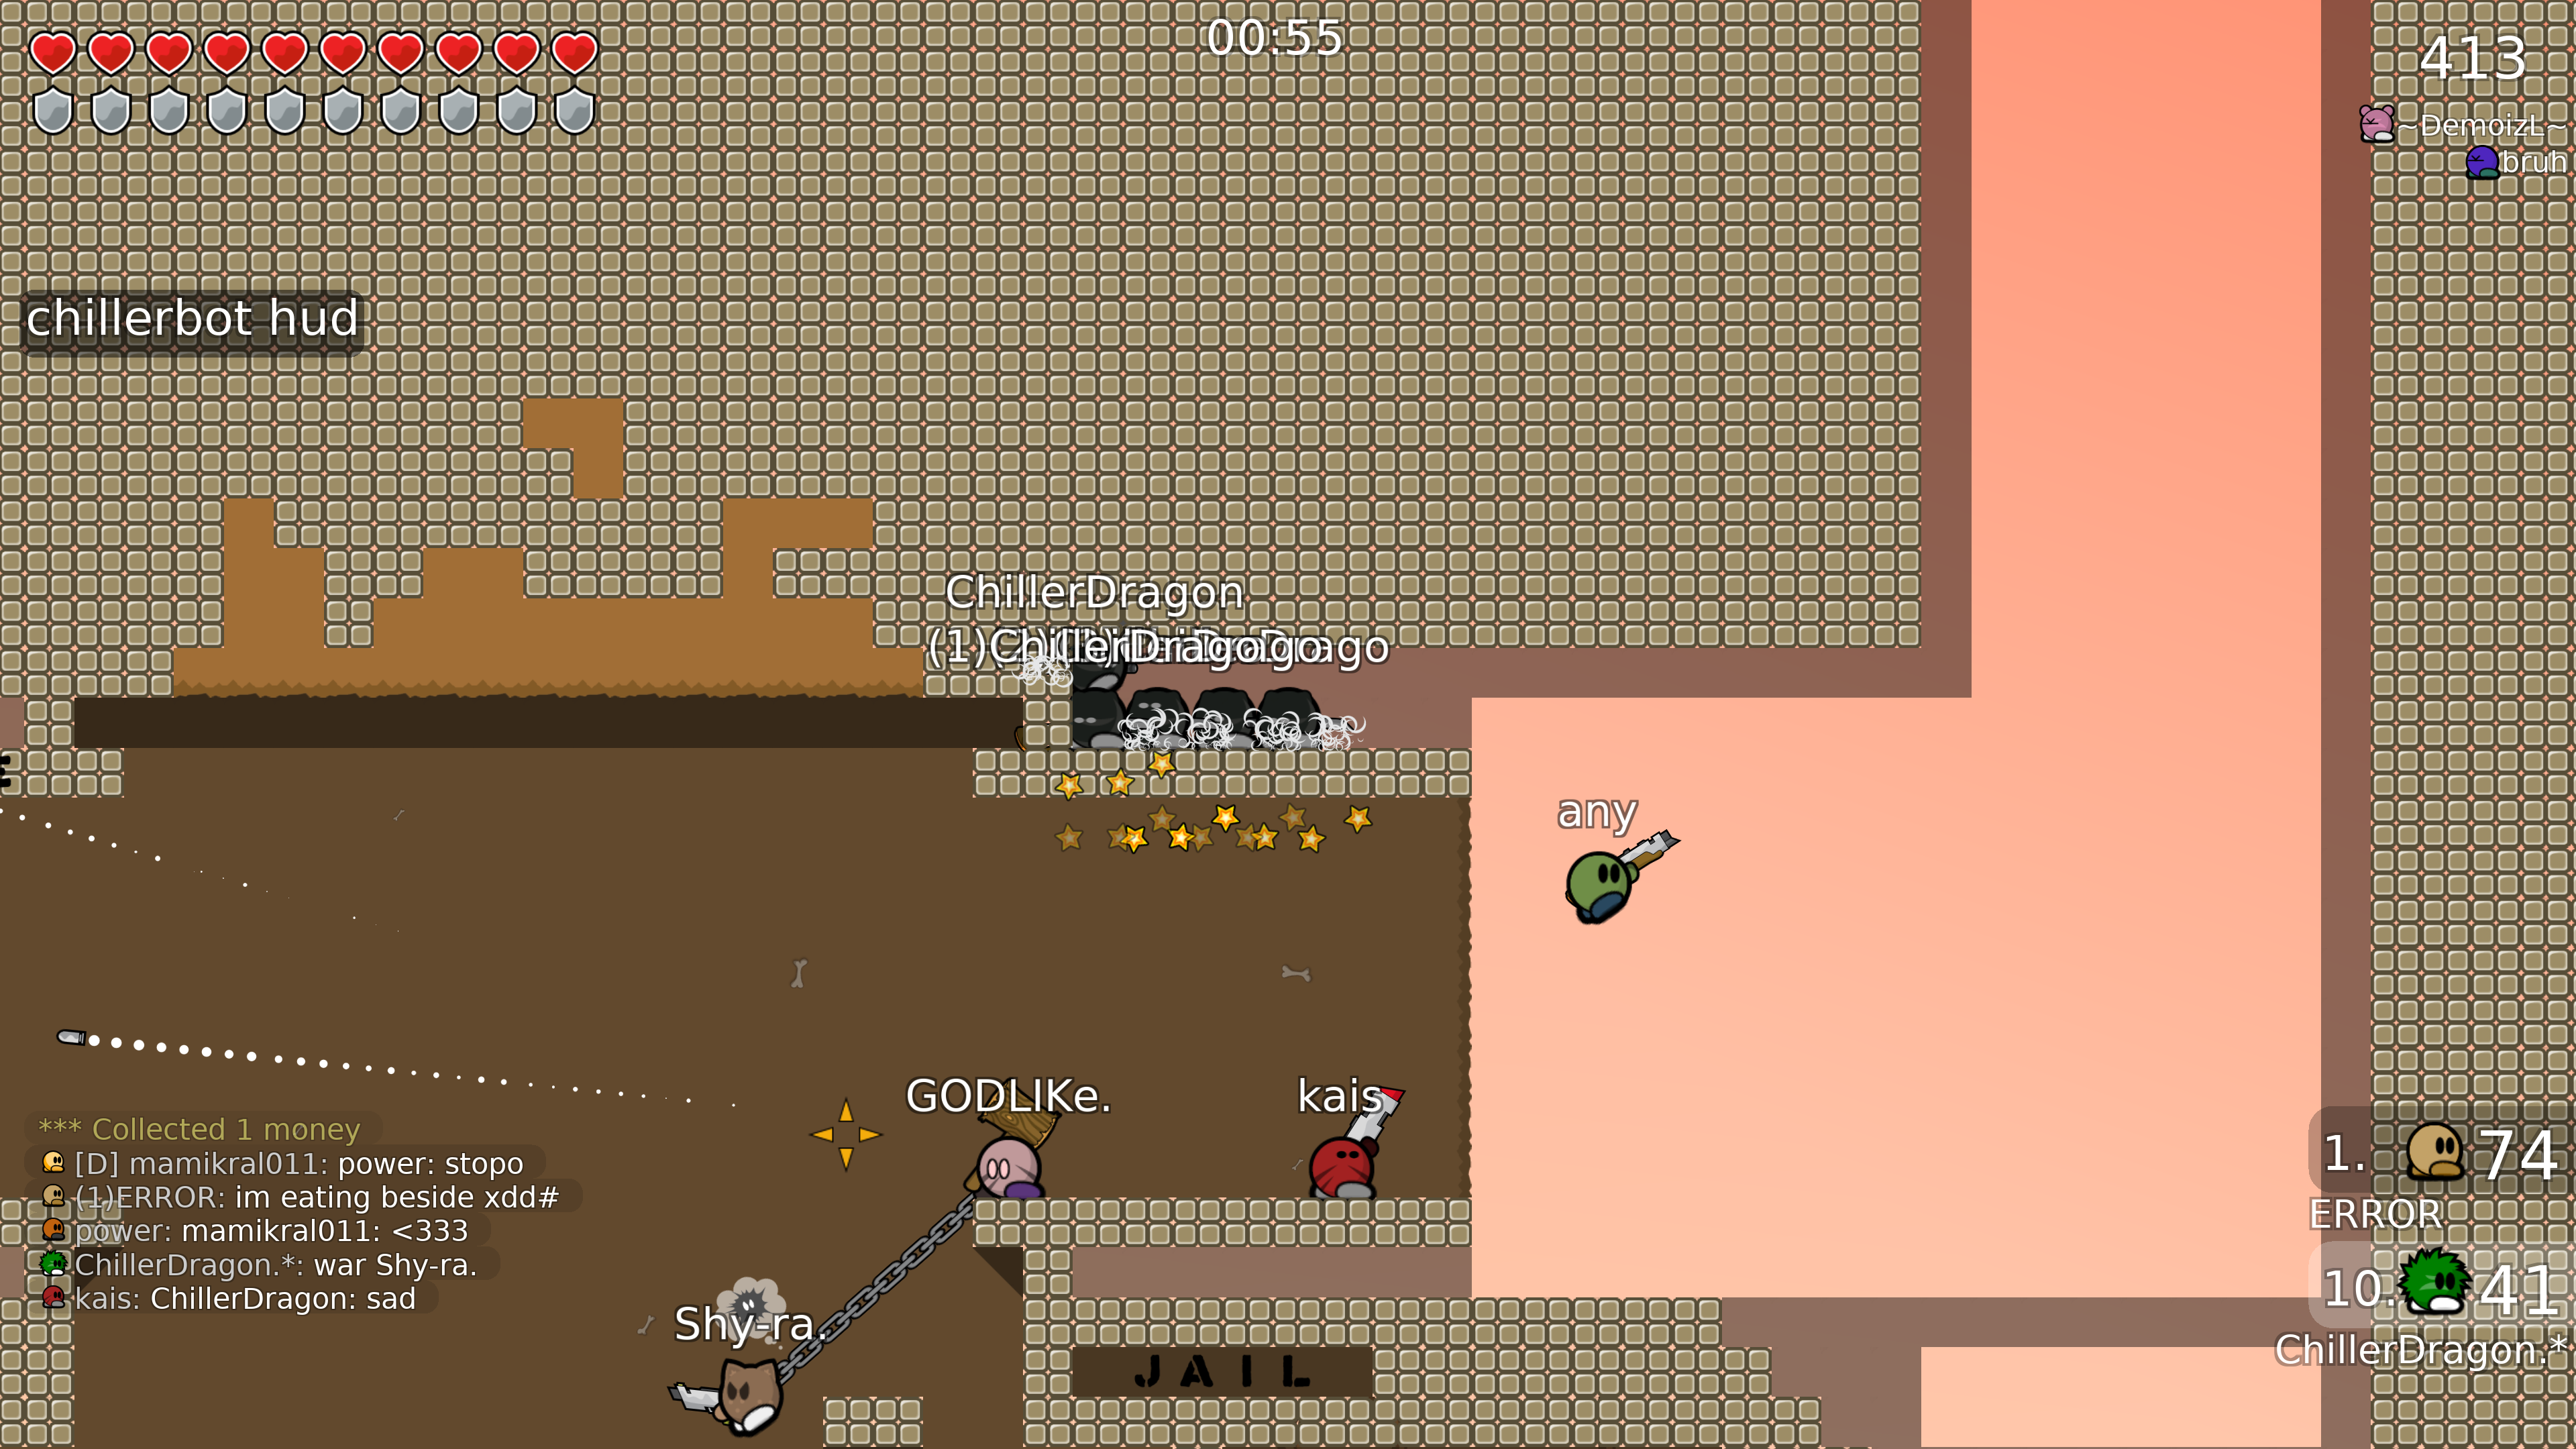 00:55
413
~DemoizL~
bruh
chillerbot hud
ChillerDragon
any
GODLIKe.
kais
*** Collected 1 money
[D] mamikral011: power: stopo
(1)ERROR: im eating beside xdd#
power: mamikral011: <333
ChillerDragon.*: war Shy-ra.
kais: ChillerDragon: sad
Shy-ra.
JAIL
1. 74
ERROR
10. 41
ChillerDragon.*